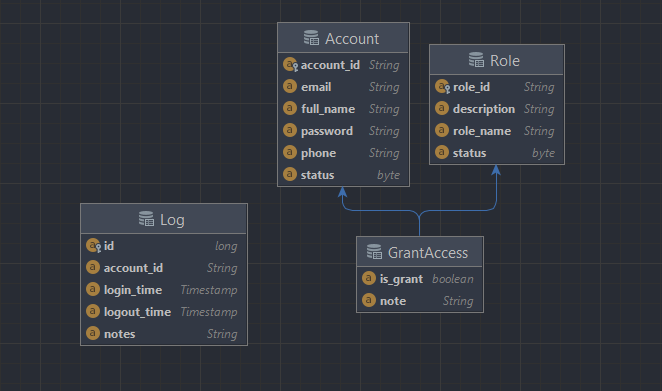 Account
account_id String
email String
full_name String
password String
phone String
status byte
Role
role_id String
description String
role_name String
status byte
Log
id long
account_id String
login_time Timestamp
logout_time Timestamp
notes String
GrantAccess
is_grant boolean
note String